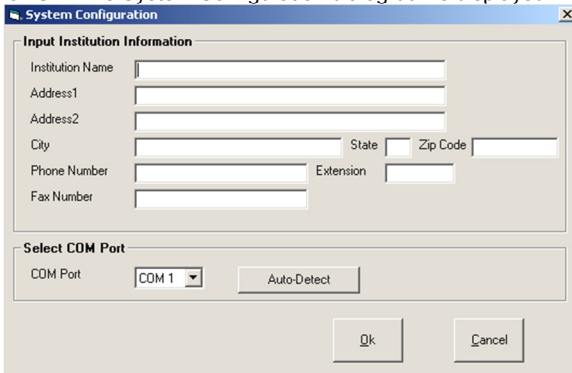 System Configuration
Input Institution Information
Institution Name
Address1
Address2
City State Zip Code
Phone Number Extension
Fax Number
Select COM Port
COM Port COM 1 Auto-Detect
Ok Cancel